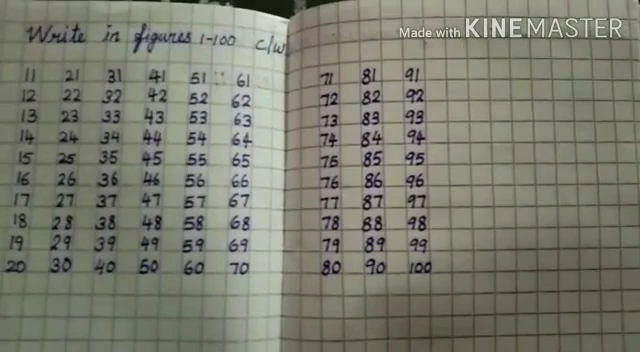 Write in figures 1-100 c/w
Made with KINEMASTER
11 21 31 41 51 61 71 81 91
12 22 32 42 52 62 72 82 92
13 23 33 43 53 63 73 83 93
14 24 34 44 54 64 74 84 94
15 25 35 45 55 65 75 85 95
16 26 36 46 56 66 76 86 96
17 27 37 47 57 67 77 87 97
18 28 38 48 58 68 78 88 98
19 29 39 49 59 69 79 89 99
20 30 40 50 60 70 80 90 100